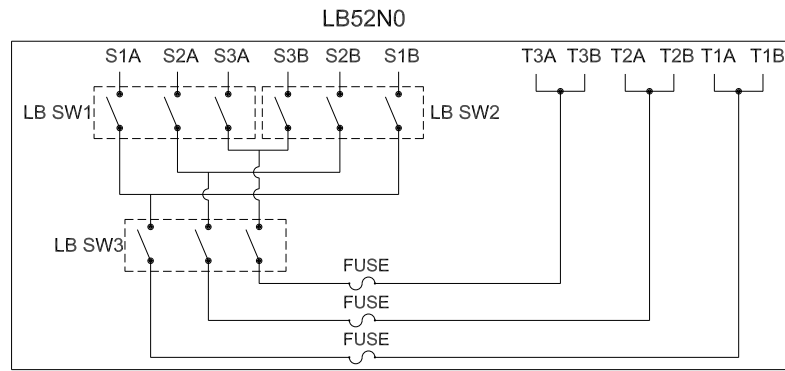 LB52N0
S1A S2A S3A S3B S2B S1B T3A T3B T2A T2B T1A T1B
LB SW1 LB SW2
LB SW3
FUSE
FUSE
FUSE